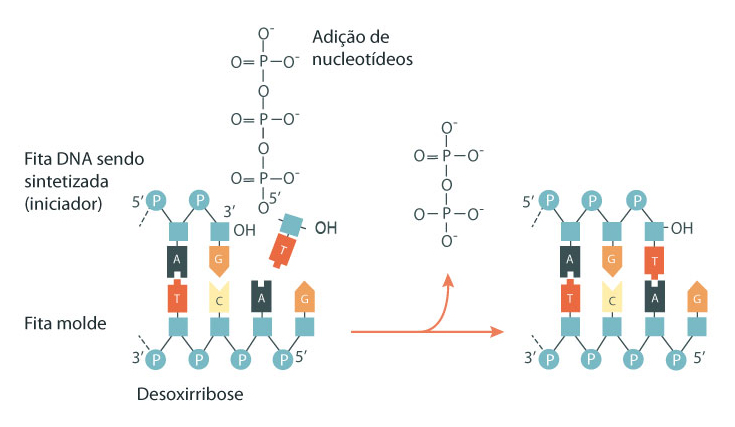 Adição de
nucleotídeos
O⁻
O=P—O⁻
O
O=P—O⁻
O
O=P—O⁻
O 5’
Fita DNA sendo
sintetizada
(iniciador)
5’ P P 3’
OH OH
A G T
T C A G
Fita molde
3’ P P P P 5’
Desoxirribose
O⁻
O=P—O⁻
O
O—P—O⁻
O⁻
5’ P P P
OH
A G T
T C A G
3’ P P P P 5’